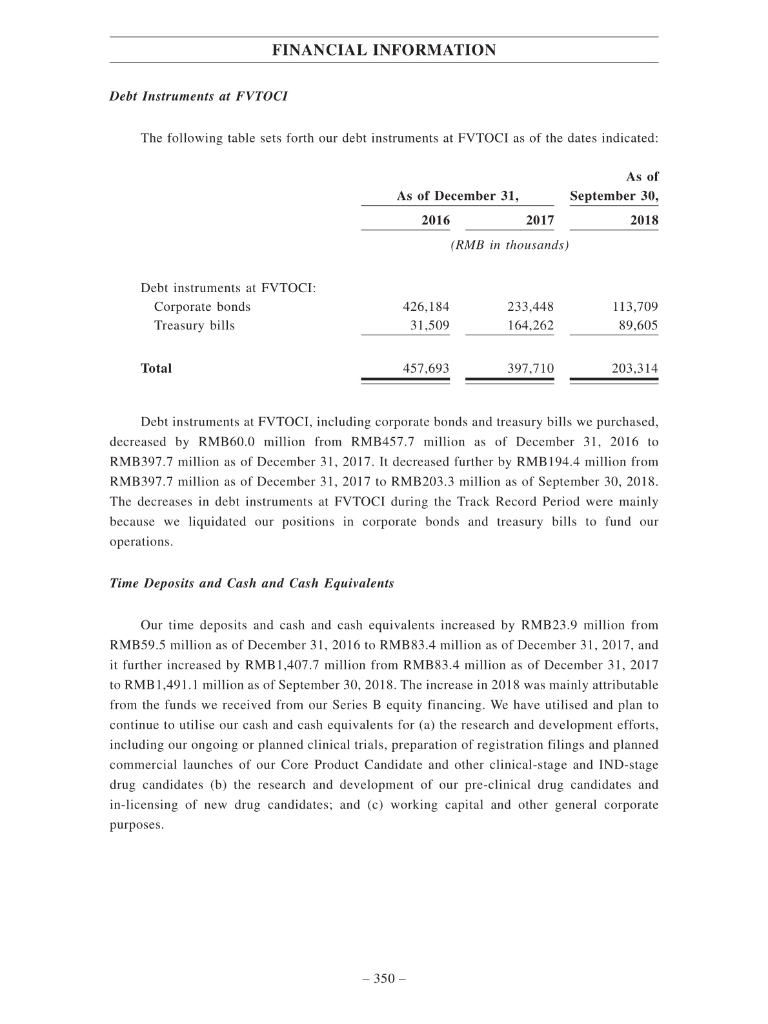 FINANCIAL INFORMATION
Debt Instruments at FVTOCI
The following table sets forth our debt instruments at FVTOCI as of the dates indicated:
As of December 31, As of September 30,
2016 2017 2018
(RMB in thousands)
Debt instruments at FVTOCI:
Corporate bonds 426,184 233,448 113,709
Treasury bills 31,509 164,262 89,605
Total 457,693 397,710 203,314
Debt instruments at FVTOCI, including corporate bonds and treasury bills we purchased,
decreased by RMB60.0 million from RMB457.7 million as of December 31, 2016 to
RMB397.7 million as of December 31, 2017. It decreased further by RMB194.4 million from
RMB397.7 million as of December 31, 2017 to RMB203.3 million as of September 30, 2018.
The decreases in debt instruments at FVTOCI during the Track Record Period were mainly
because we liquidated our positions in corporate bonds and treasury bills to fund our
operations.
Time Deposits and Cash and Cash Equivalents
Our time deposits and cash and cash equivalents increased by RMB23.9 million from
RMB59.5 million as of December 31, 2016 to RMB83.4 million as of December 31, 2017, and
it further increased by RMB1,407.7 million from RMB83.4 million as of December 31, 2017
to RMB1,491.1 million as of September 30, 2018. The increase in 2018 was mainly attributable
from the funds we received from our Series B equity financing. We have utilised and plan to
continue to utilise our cash and cash equivalents for (a) the research and development efforts,
including our ongoing or planned clinical trials, preparation of registration filings and planned
commercial launches of our Core Product Candidate and other clinical-stage and IND-stage
drug candidates (b) the research and development of our pre-clinical drug candidates and
in-licensing of new drug candidates; and (c) working capital and other general corporate
purposes.
– 350 –